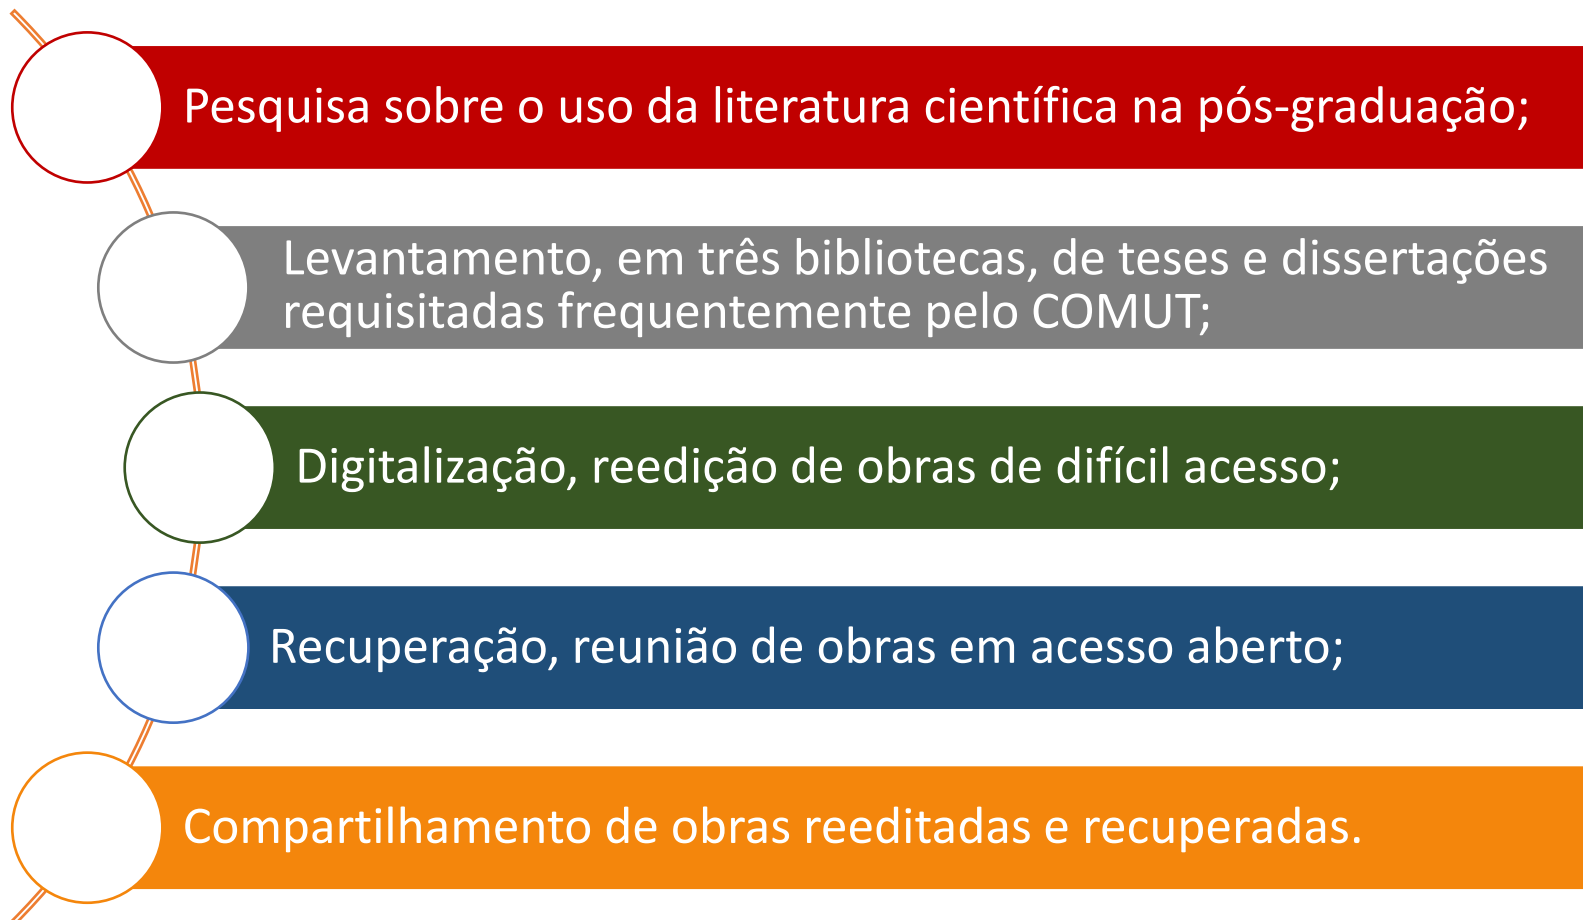 Pesquisa sobre o uso da literatura científica na pós-graduação;
Levantamento, em três bibliotecas, de teses e dissertações
requisitadas frequentemente pelo COMUT;
Digitalização, reedição de obras de difícil acesso;
Recuperação, reunião de obras em acesso aberto;
Compartilhamento de obras reeditadas e recuperadas.